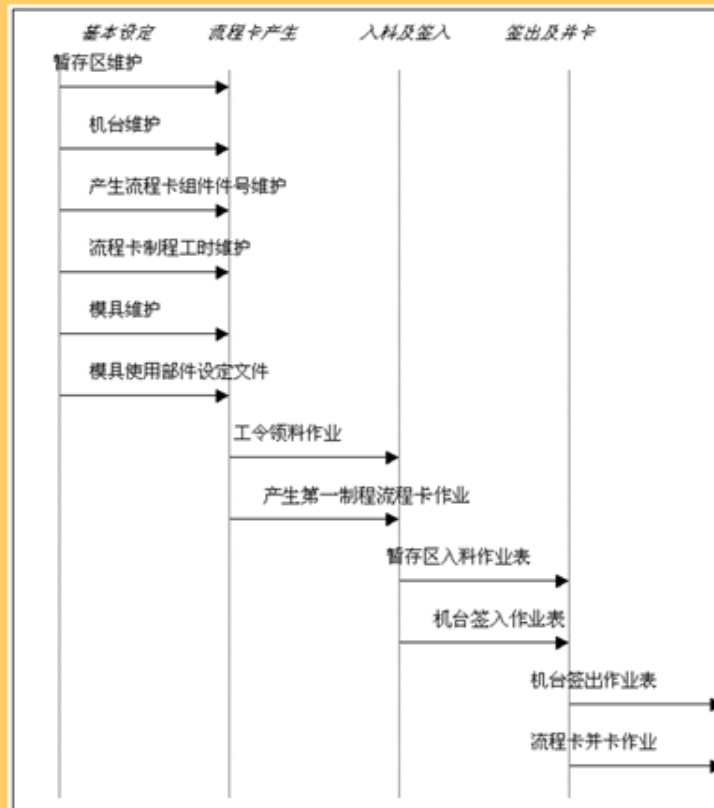 基本设定 流程卡产生 入料及签入 签出及并卡
暂存区维护
机台维护
产生流程卡组件件号维护
流程卡制程工时维护
模具维护
模具使用部件设定文件
工令领料作业
产生第一制程流程卡作业
暂存区入料作业表
机台签入作业表
机台签出作业表
流程卡并卡作业